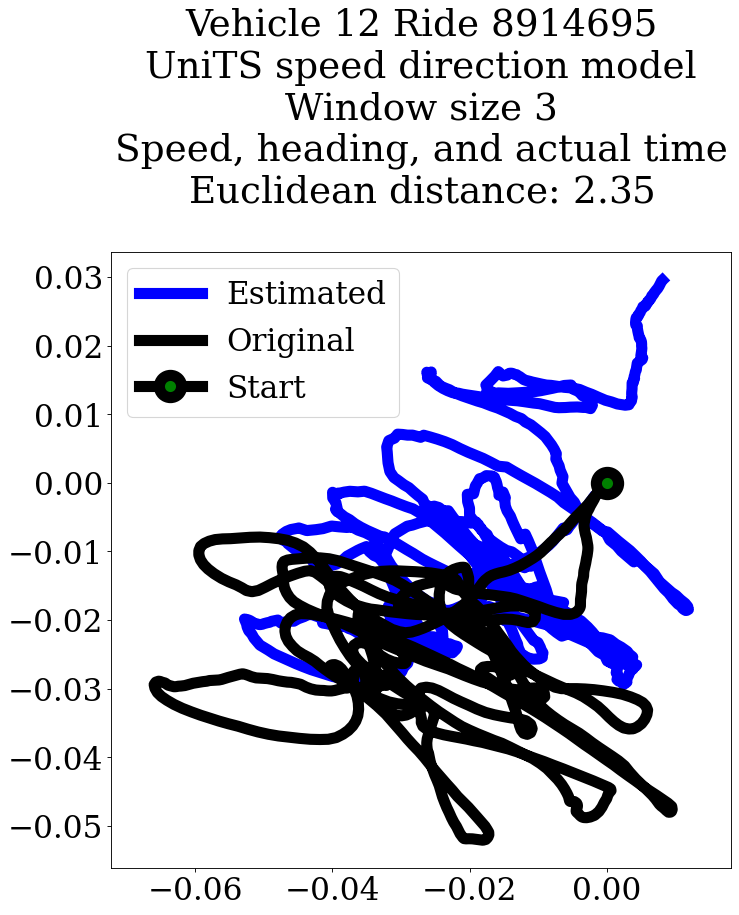 Vehicle 12 Ride 8914695
UniTS speed direction model
Window size 3
Speed, heading, and actual time
Euclidean distance: 2.35
Estimated
Original
Start
0.03
0.02
0.01
0.00
−0.01
−0.02
−0.03
−0.04
−0.05
−0.06 −0.04 −0.02 0.00